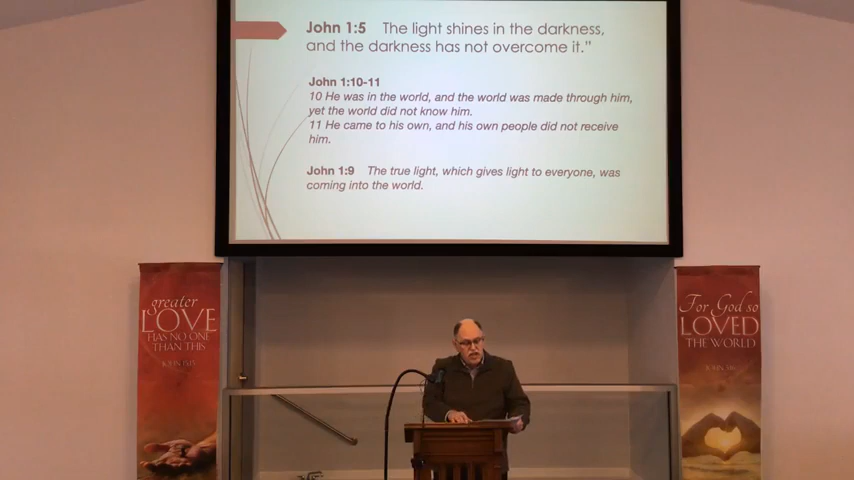 John 1:5 The light shines in the darkness,
and the darkness has not overcome it.”
John 1:10-11
10 He was in the world, and the world was made through him,
yet the world did not know him.
11 He came to his own, and his own people did not receive
him.
John 1:9 The true light, which gives light to everyone, was
coming into the world.
greater
LOVE
HAS NO ONE
THAN THIS
For God so
LOVED
THE WORLD